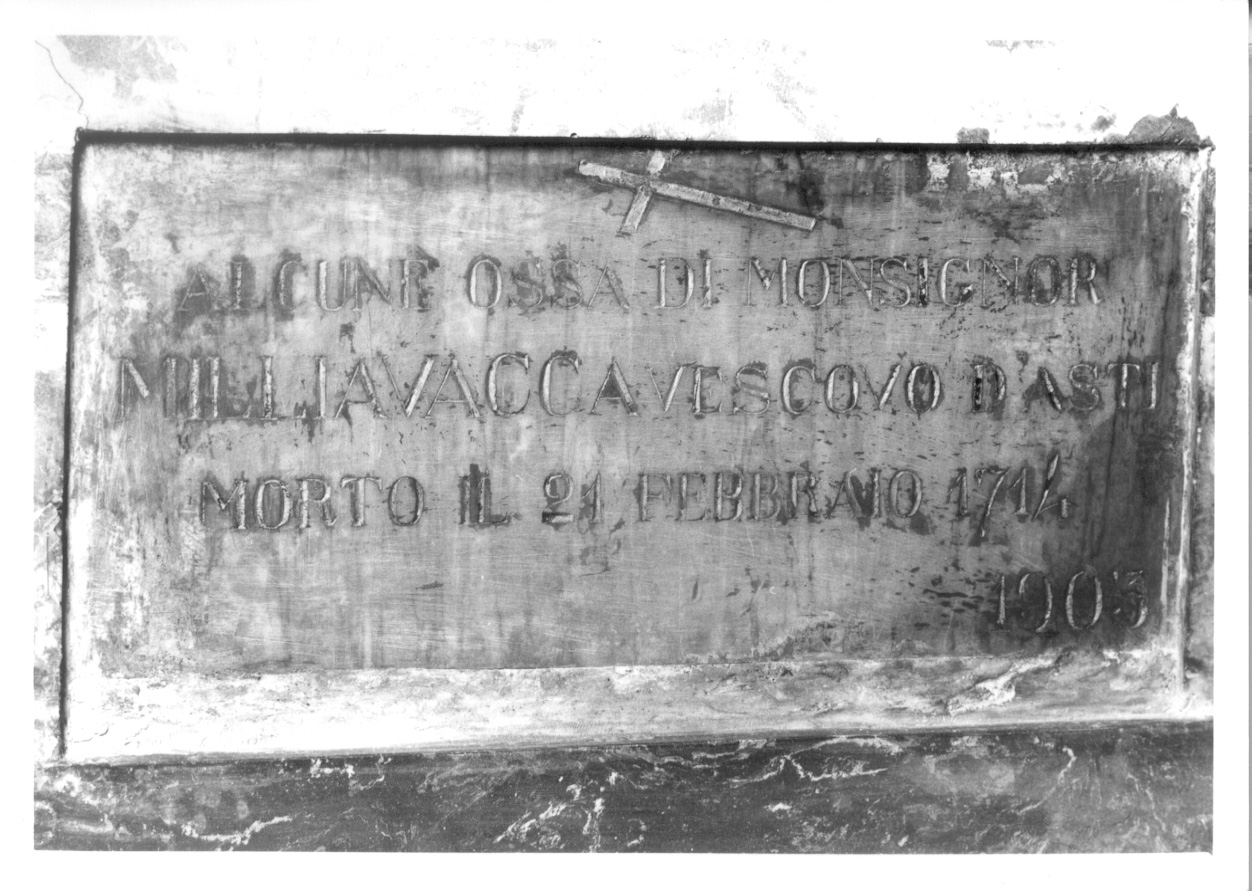 ALCUNE OSSA DI MONSIGNOR
MILLIAVACCA VESCOVO D'ASTI
MORTO IL 21 FEBBRAIO 1714
1903